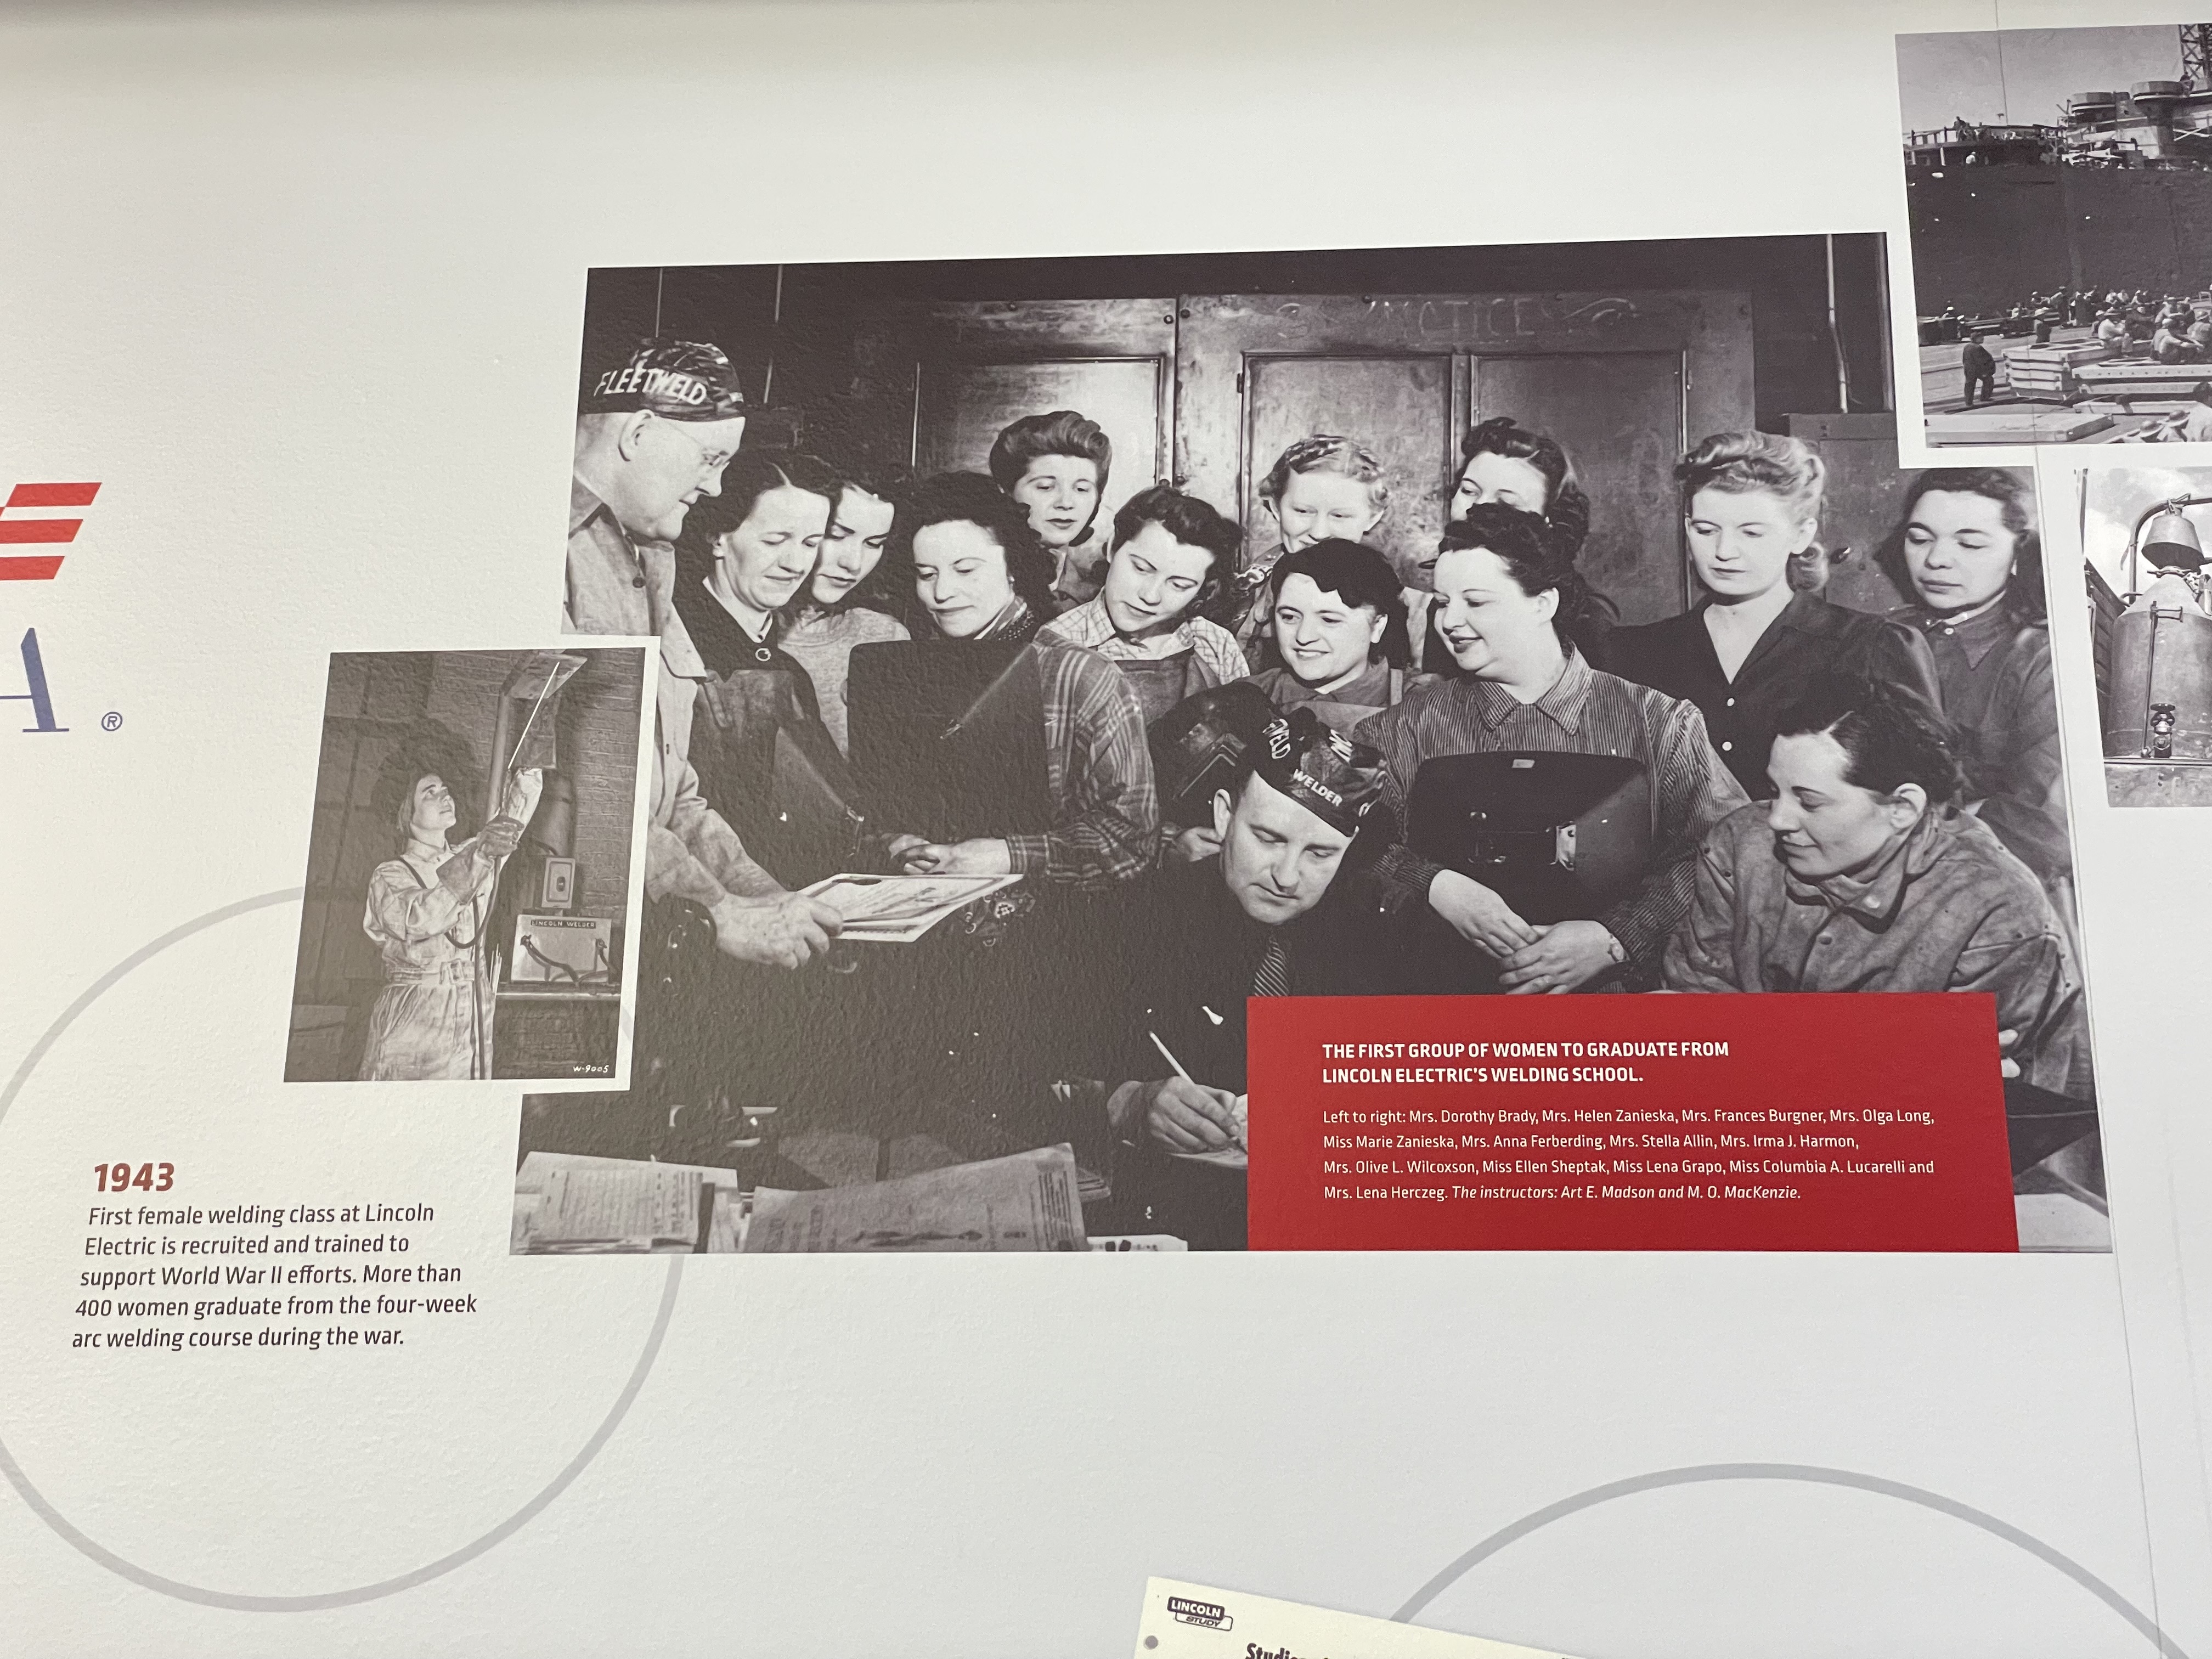 A ®
PRACTICE
FLEETWELD
WELD
WELDER
LINCOLN WELDER
W-9005
THE FIRST GROUP OF WOMEN TO GRADUATE FROM
LINCOLN ELECTRIC'S WELDING SCHOOL.
Left to right: Mrs. Dorothy Brady, Mrs. Helen Zanieska, Mrs. Frances Burgner, Mrs. Olga Long,
Miss Marie Zanieska, Mrs. Anna Ferberding, Mrs. Stella Allin, Mrs. Irma J. Harmon,
Mrs. Olive L. Wilcoxson, Miss Ellen Sheptak, Miss Lena Grapo, Miss Columbia A. Lucarelli and
Mrs. Lena Herczeg. The instructors: Art E. Madson and M. O. MacKenzie.
1943
First female welding class at Lincoln
Electric is recruited and trained to
support World War II efforts. More than
400 women graduate from the four-week
arc welding course during the war.
LINCOLN
STUDY